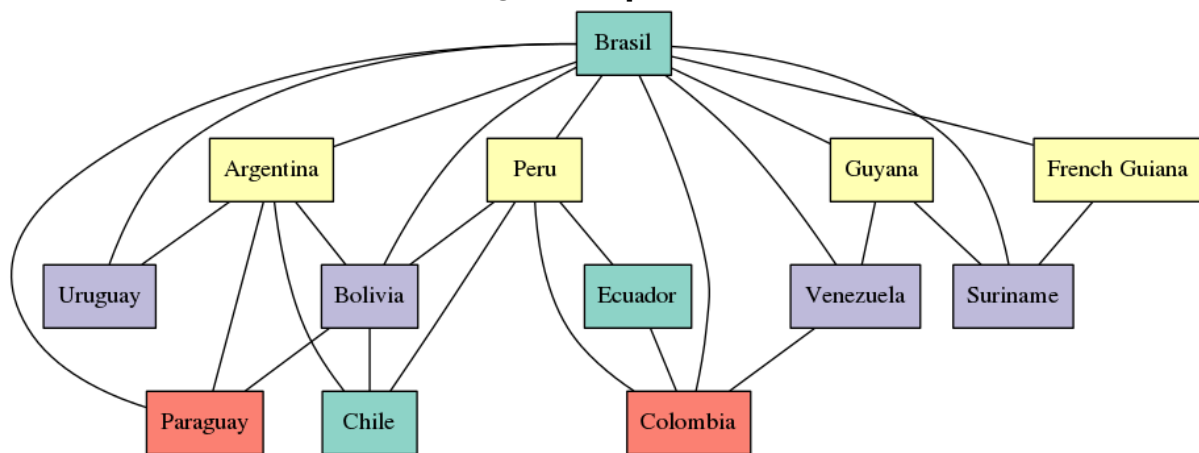 Brasil
Argentina
Peru
Guyana
French Guiana
Uruguay
Bolivia
Ecuador
Venezuela
Suriname
Paraguay
Chile
Colombia